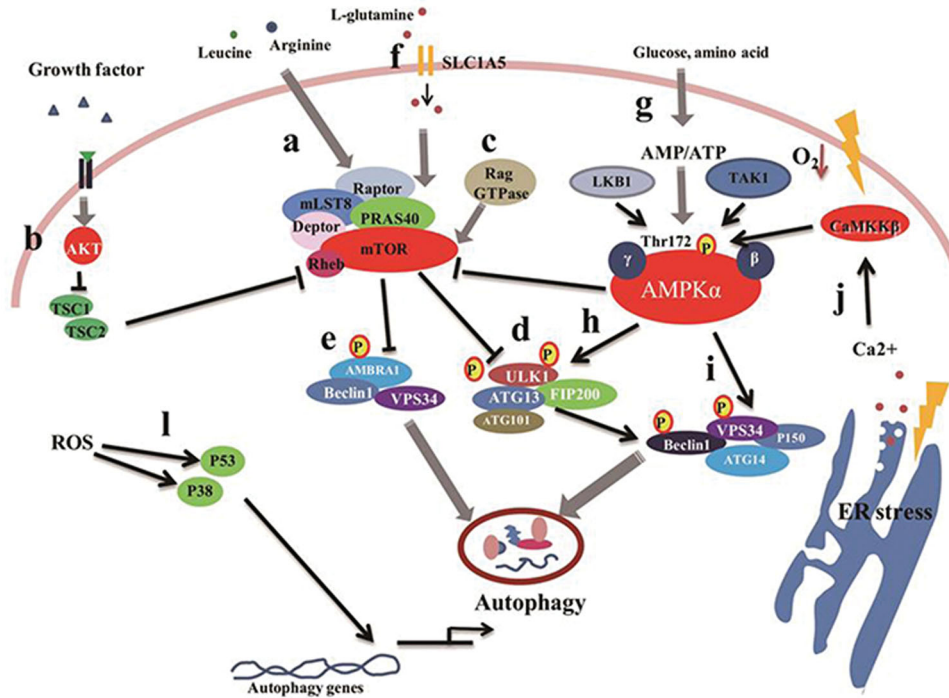 L-glutamine
Leucine
Arginine
f
SLC1A5
Glucose, amino acid
Growth factor
a
c
g
AMP/ATP
O₂
Raptor
Rag
GTPase
LKB1
TAK1
mLST8
PRAS40
Deptor
b
AKT
mTOR
Rheb
Thr172
P
CaMKKβ
γ
β
AMPKα
TSC1
TSC2
j
e
d
h
Ca2+
P
P
P
AMBRA1
ULK1
i
Beclin1
VPS34
ATG13
FIP200
ATG101
P
P
Beclin1
VPS34
P150
ATG14
ROS
l
P53
P38
ER stress
Autophagy
Autophagy genes